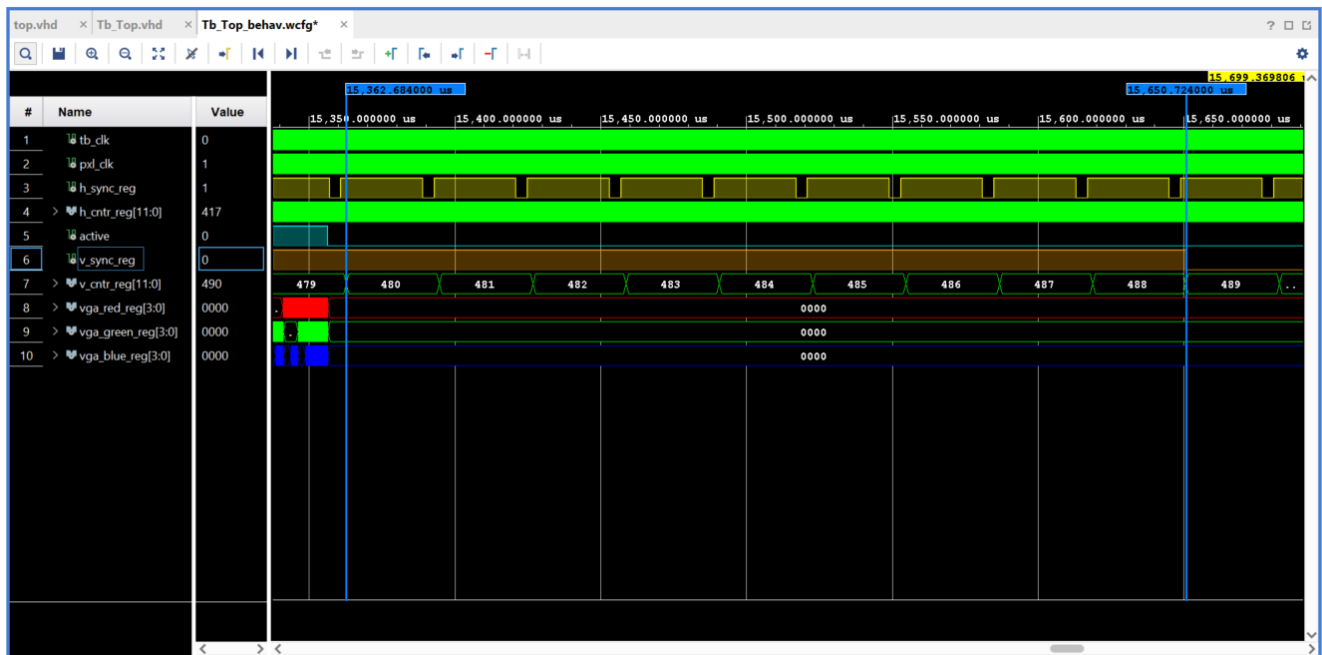 top.vhd × Tb_Top.vhd × Tb_Top_behav.wcfg* ×
15,699.369806
15,362.684000 us 15,650.724000 us
# Name Value
15,350.000000 us 15,400.000000 us 15,450.000000 us 15,500.000000 us 15,550.000000 us 15,600.000000 us 15,650.000000 us
1 tb_clk 0
2 pxl_clk 1
3 h_sync_reg 1
4 h_cntr_reg[11:0] 417
5 active 0
6 v_sync_reg 0
7 v_cntr_reg[11:0] 490 479 480 481 482 483 484 485 486 487 488 489 ..
8 vga_red_reg[3:0] 0000 . 0000
9 vga_green_reg[3:0] 0000 . 0000
10 vga_blue_reg[3:0] 0000 0000